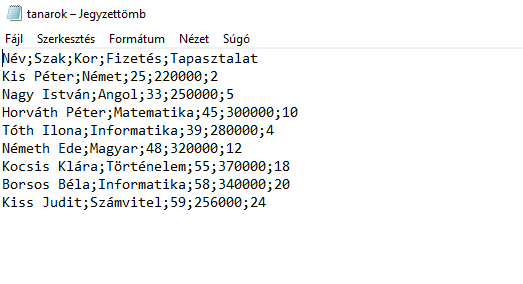 tanarok – Jegyzettömb
Fájl Szerkesztés Formátum Nézet Súgó
Név;Szak;Kor;Fizetés;Tapasztalat
Kis Péter;Német;25;220000;2
Nagy István;Angol;33;250000;5
Horváth Péter;Matematika;45;300000;10
Tóth Ilona;Informatika;39;280000;4
Németh Ede;Magyar;48;320000;12
Kocsis Klára;Történelem;55;370000;18
Borsos Béla;Informatika;58;340000;20
Kiss Judit;Számvitel;59;256000;24